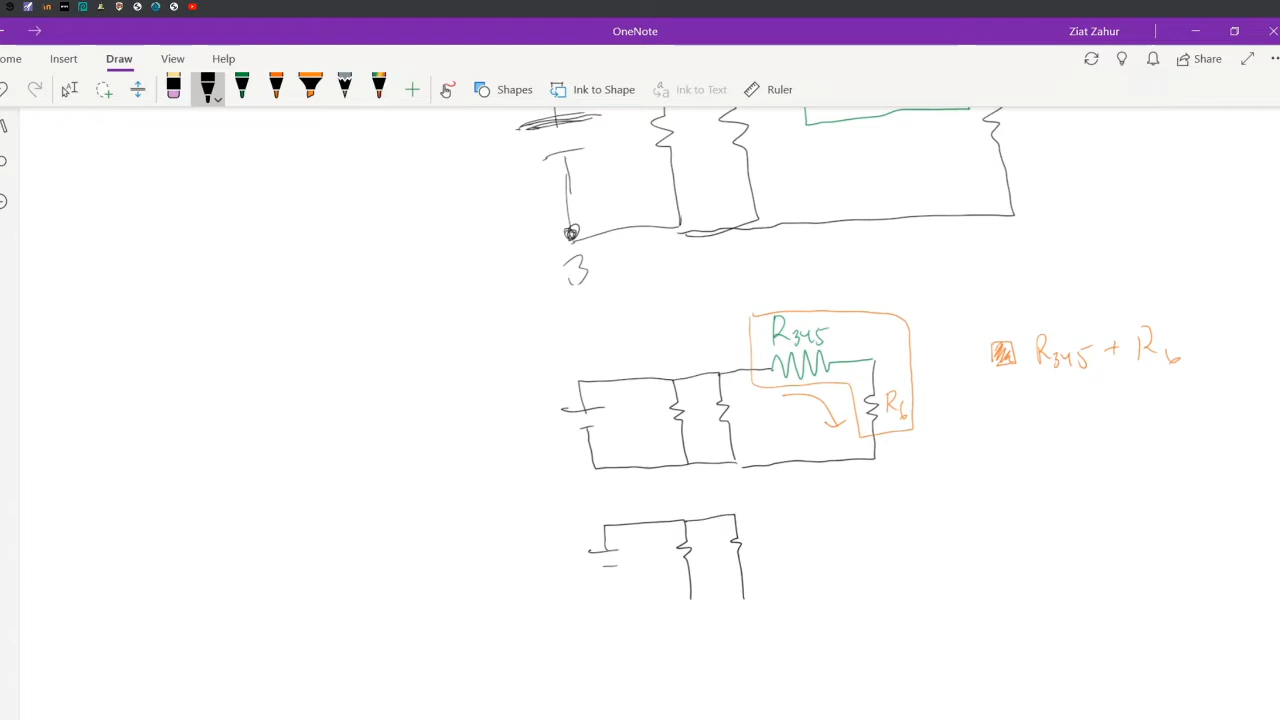 OneNote
Ziat Zahur
ome Insert Draw View Help
Share
Shapes
Ink to Shape
Ink to Text
Ruler
B
R345
R345 + R6
R6